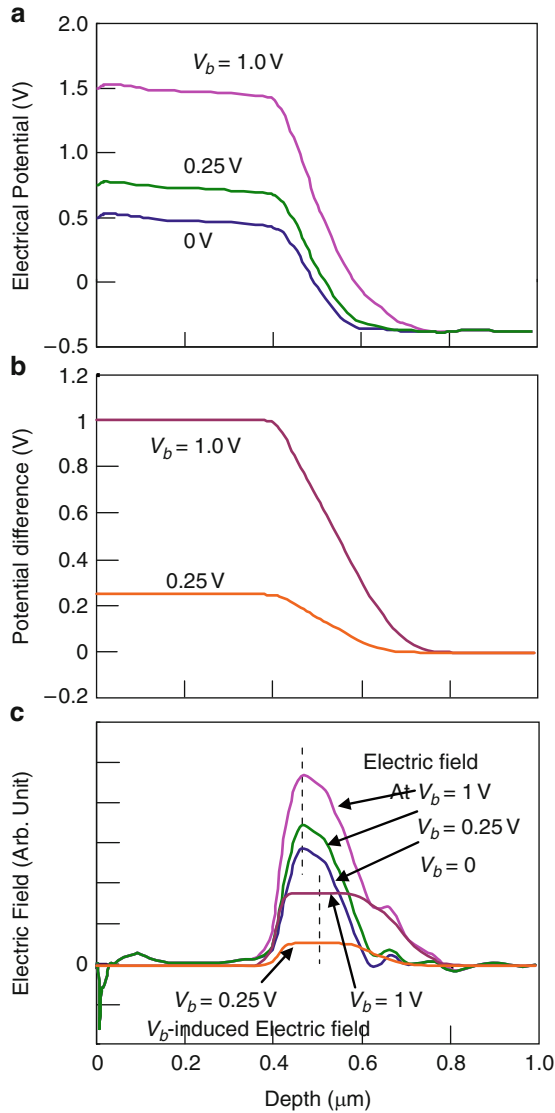 a
2.0
1.5
1.0
0.5
0
−0.5
Electrical Potential (V)
V_b = 1.0 V
0.25 V
0 V
b
1.2
1
0.8
0.6
0.4
0.2
0
−0.2
Potential difference (V)
V_b = 1.0 V
0.25 V
c
Electric Field (Arb. Unit)
0
Electric field
At V_b = 1 V
V_b = 0.25 V
V_b = 0
V_b = 0.25 V
V_b = 1 V
V_b-induced Electric field
0 0.2 0.4 0.6 0.8 1.0
Depth (μm)